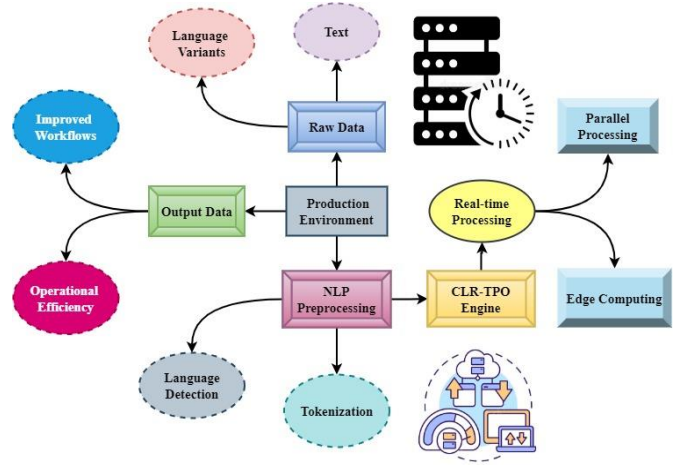 Language
Variants
Text
Improved
Workflows
Raw Data
Parallel
Processing
Output Data
Production
Environment
Real-time
Processing
Operational
Efficiency
NLP
Preprocessing
CLR-TPO
Engine
Edge Computing
Language
Detection
Tokenization